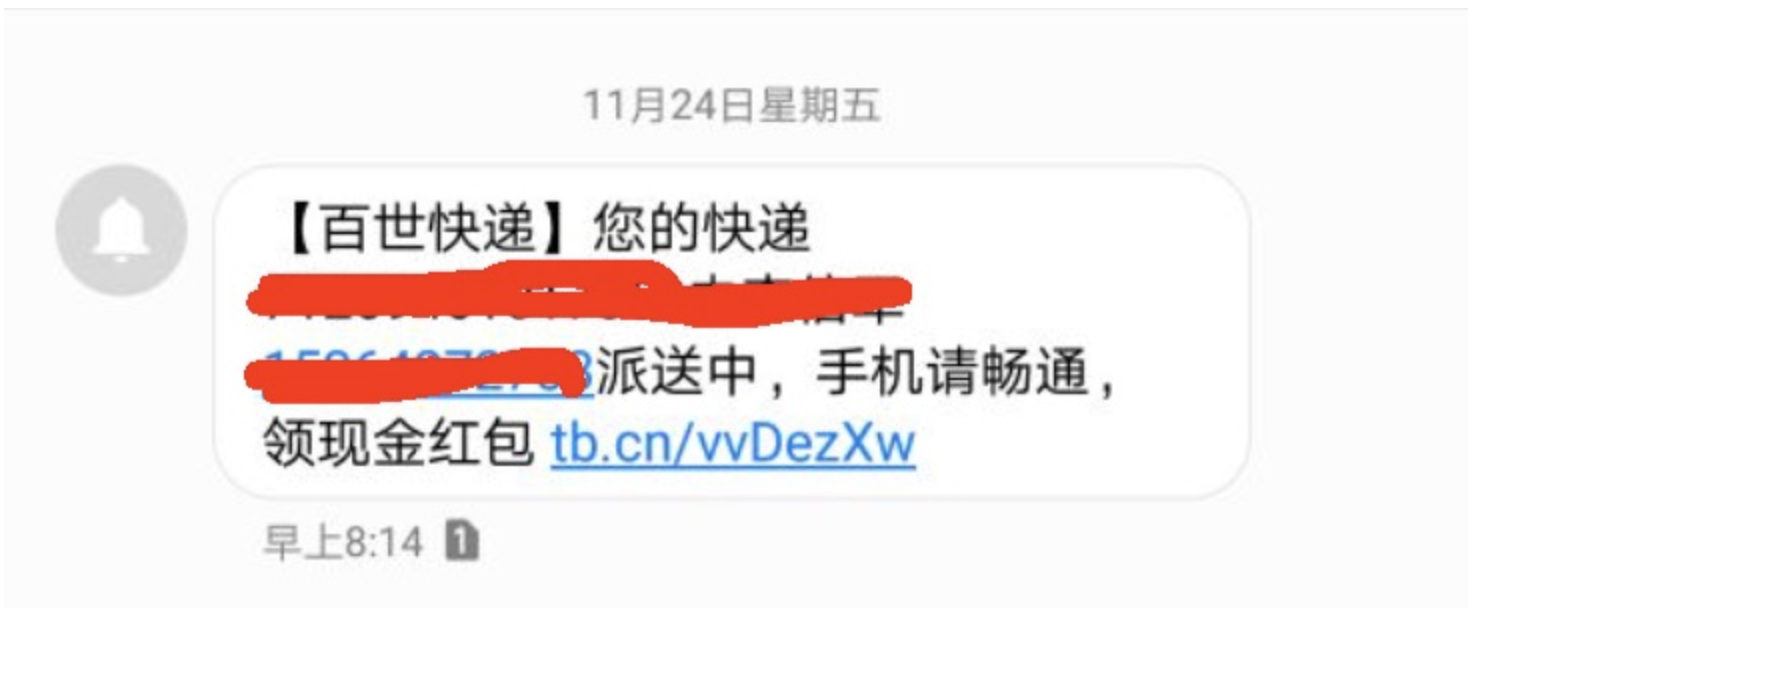 11月24日星期五
【百世快递】您的快递
派送中，手机请畅通，
领现金红包 tb.cn/vvDezXw
早上8:14 1